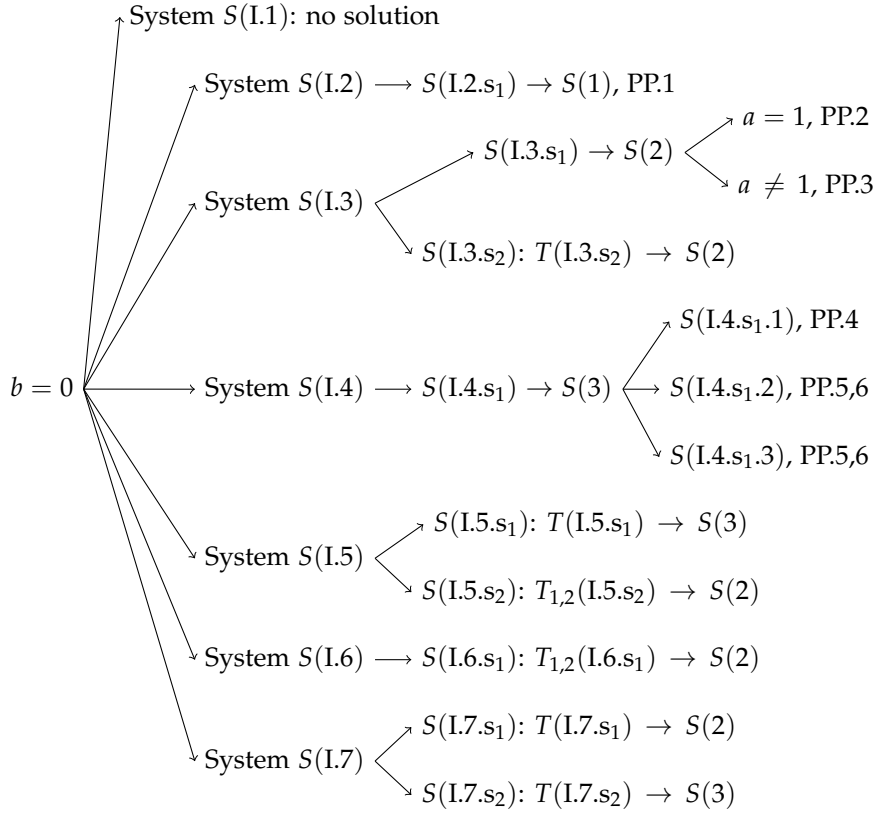 System S(I.1): no solution
System S(I.2) → S(I.2.s₁) → S(1), PP.1
a = 1, PP.2
S(I.3.s₁) → S(2)
a ≠ 1, PP.3
System S(I.3)
S(I.3.s₂): T(I.3.s₂) → S(2)
S(I.4.s₁.1), PP.4
b = 0 System S(I.4) → S(I.4.s₁) → S(3) S(I.4.s₁.2), PP.5,6
S(I.4.s₁.3), PP.5,6
S(I.5.s₁): T(I.5.s₁) → S(3)
System S(I.5)
S(I.5.s₂): T₁,₂(I.5.s₂) → S(2)
System S(I.6) → S(I.6.s₁): T₁,₂(I.6.s₁) → S(2)
S(I.7.s₁): T(I.7.s₁) → S(2)
System S(I.7)
S(I.7.s₂): T(I.7.s₂) → S(3)